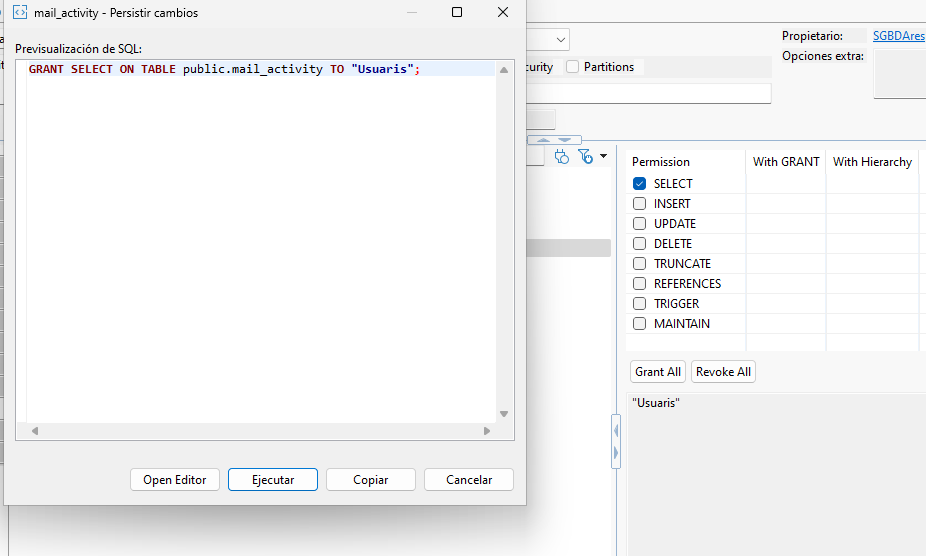 mail_activity - Persistir cambios
Previsualización de SQL:
GRANT SELECT ON TABLE public.mail_activity TO "Usuaris";
Open Editor
Ejecutar
Copiar
Cancelar
Propietario:
SGBDAres
Opciones extra:
curity
Partitions
Permission With GRANT With Hierarchy
SELECT
INSERT
UPDATE
DELETE
TRUNCATE
REFERENCES
TRIGGER
MAINTAIN
Grant All
Revoke All
"Usuaris"